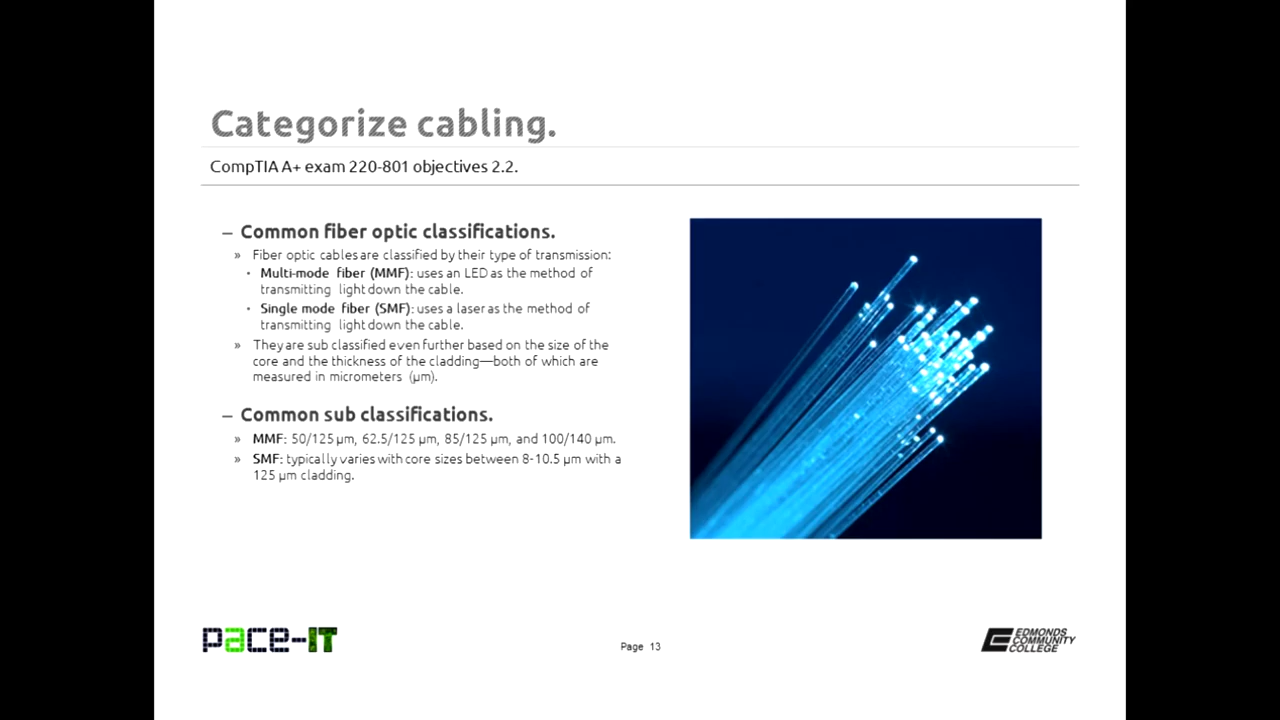 Categorize cabling.
CompTIA A+ exam 220-801 objectives 2.2.
– Common fiber optic classifications.
» Fiber optic cables are classified by their type of transmission:
• Multi-mode fiber (MMF): uses an LED as the method of
transmitting light down the cable.
• Single mode fiber (SMF): uses a laser as the method of
transmitting light down the cable.
» They are sub classified even further based on the size of the
core and the thickness of the cladding—both of which are
measured in micrometers (µm).
– Common sub classifications.
» MMF: 50/125 µm, 62.5/125 µm, 85/125 µm, and 100/140 µm.
» SMF: typically varies with core sizes between 8-10.5 µm with a
125 µm cladding.
pace-IT
Page 13
EDMONDS
COMMUNITY
COLLEGE